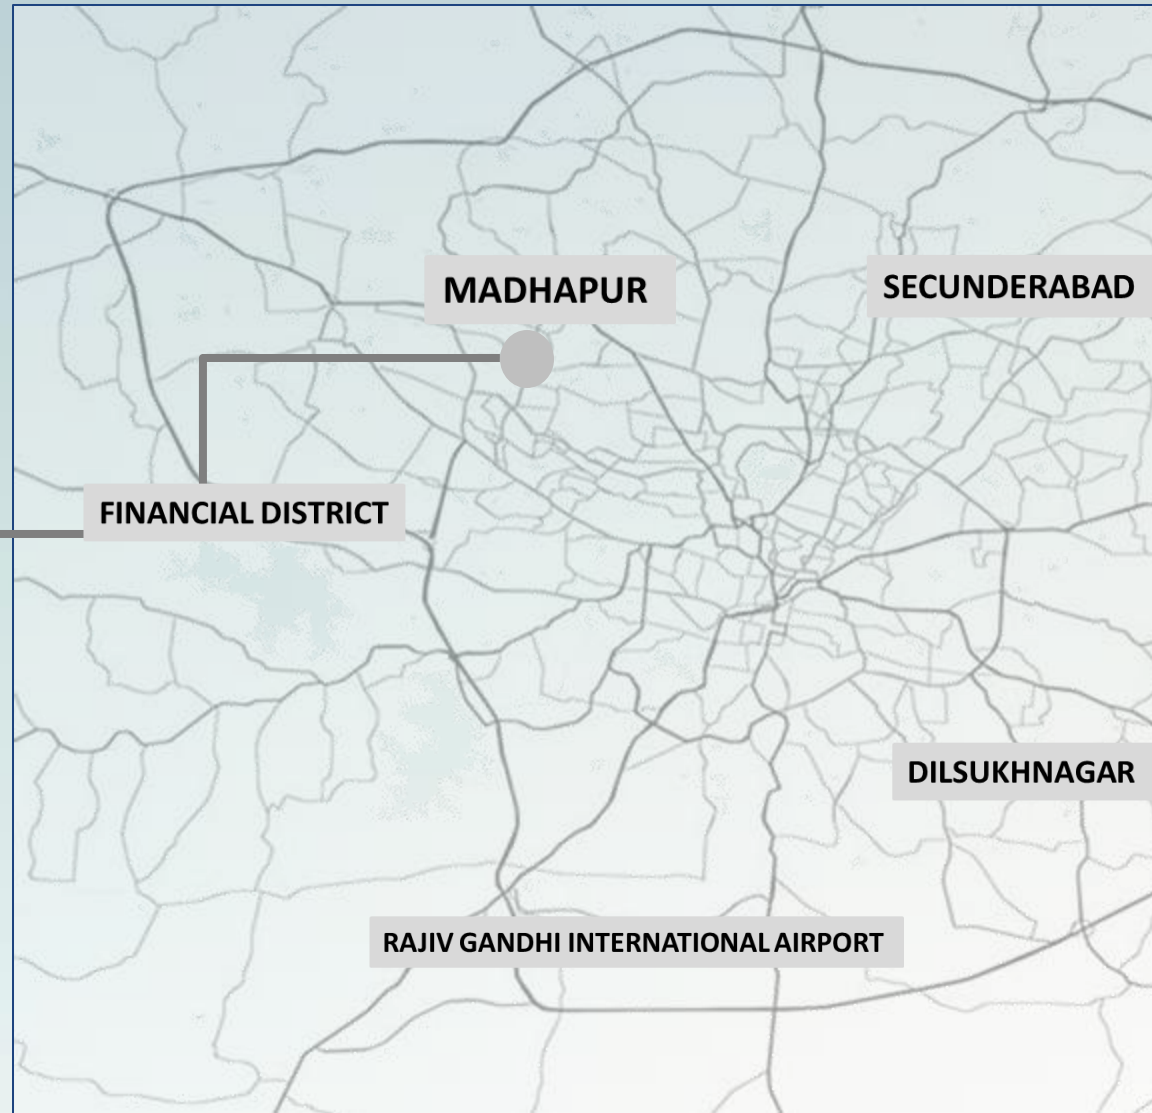 MADHAPUR
SECUNDERABAD
FINANCIAL DISTRICT
DILSUKHNAGAR
RAJIV GANDHI INTERNATIONAL AIRPORT